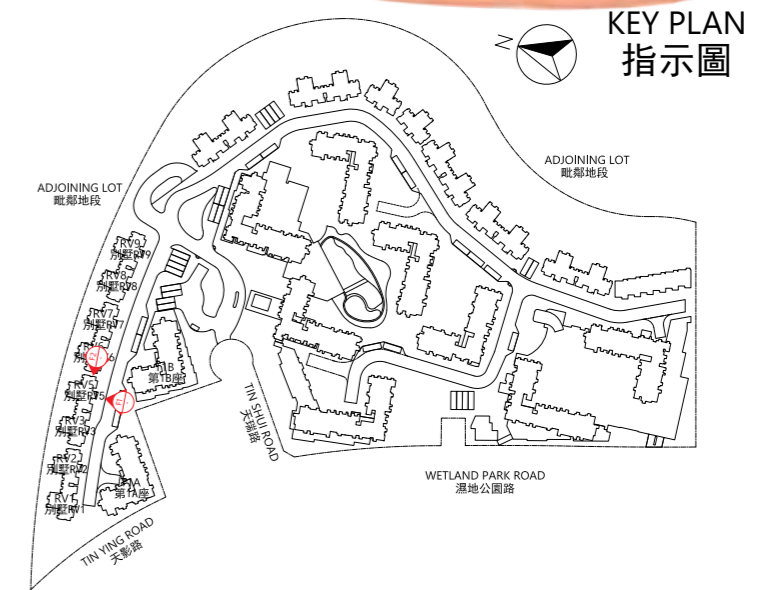 KEY PLAN
指示圖
N
ADJOINING LOT
毗鄰地段
ADJOINING LOT
毗鄰地段
RV9
別墅RV9
RV8
別墅RV8
RV7
別墅RV7
RV5
別墅RV5
RV3
別墅RV3
RV2
別墅RV2
RV1
別墅RV1
T1B
第1B座
T1A
第1A座
TIN SHUI ROAD
天瑞路
WETLAND PARK ROAD
濕地公園路
TIN YING ROAD
天影路